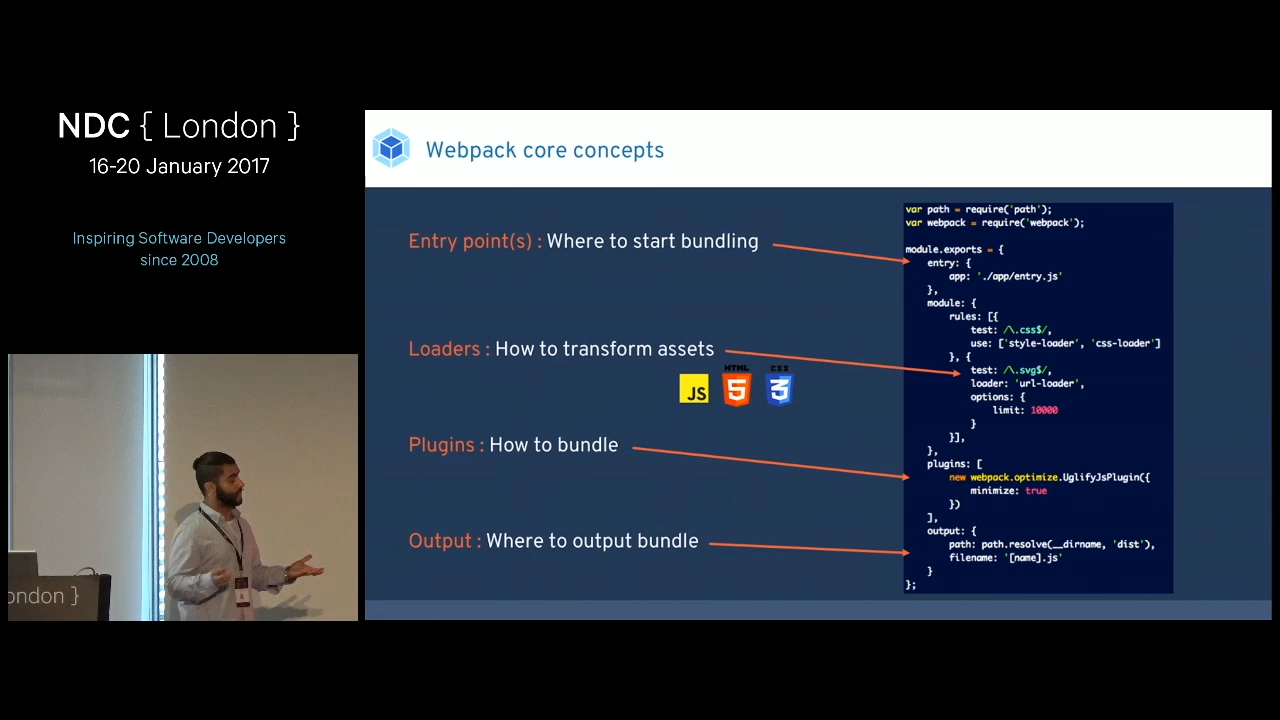 NDC { London }
16-20 January 2017
Inspiring Software Developers
since 2008
ondon }
Webpack core concepts
Entry point(s) : Where to start bundling
Loaders : How to transform assets
JS
HTML
5
CSS
3
Plugins : How to bundle
Output : Where to output bundle
var path = require('path');
var webpack = require('webpack');
module.exports = {
entry: {
app: './app/entry.js'
},
module: {
rules: [{
test: /\.css$/,
use: ['style-loader', 'css-loader']
}, {
test: /\.svg$/,
loader: 'url-loader',
options: {
limit: 10000
}
}],
},
plugins: [
new webpack.optimize.UglifyJsPlugin({
minimize: true
})
],
output: {
path: path.resolve(__dirname, 'dist'),
filename: '[name].js'
}
};